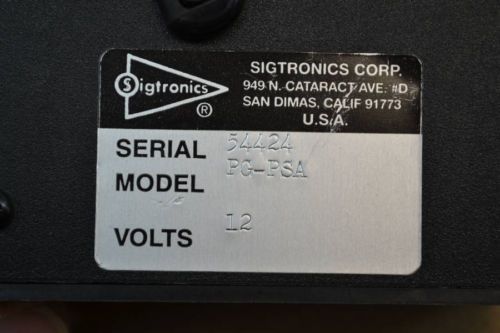 Sigtronics ®
SIGTRONICS CORP.
949 N. CATARACT AVE. #D
SAN DIMAS, CALIF 91773
U.S.A.
SERIAL 54424
MODEL PG-PSA
VOLTS 12